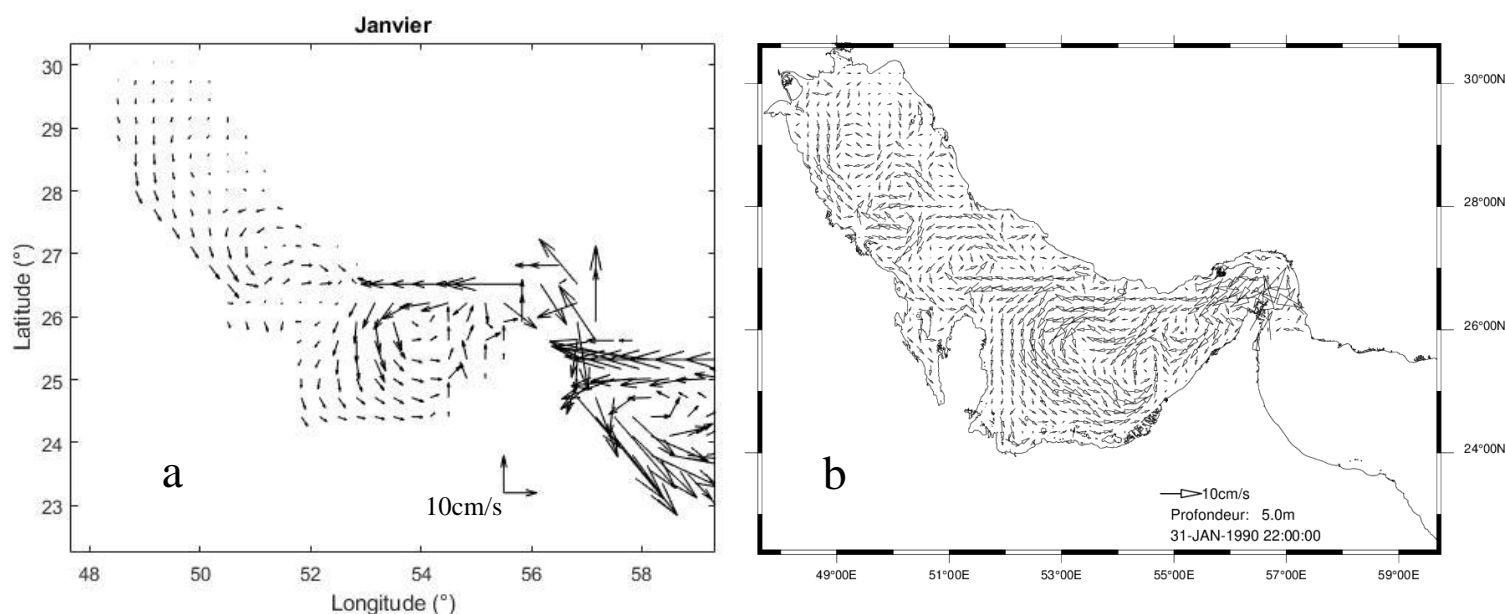 Janvier
30
29
28
27
26
25
24
23
Latitude (°)
48
50
52
54
56
58
Longitude (°)
a
10cm/s
30°00N
28°00N
26°00N
24°00N
49°00E
51°00E
53°00E
55°00E
57°00E
59°00E
b
10cm/s
Profondeur: 5.0m
31-JAN-1990 22:00:00